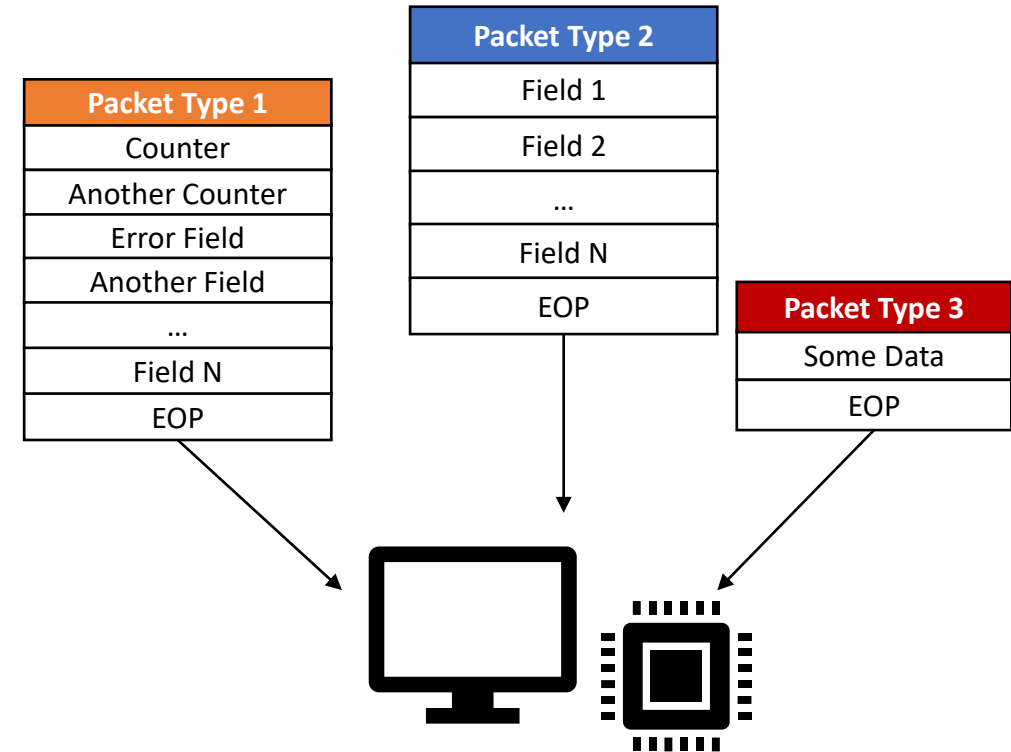 Packet Type 1
Counter
Another Counter
Error Field
Another Field
...
Field N
EOP
Packet Type 2
Field 1
Field 2
...
Field N
EOP
Packet Type 3
Some Data
EOP